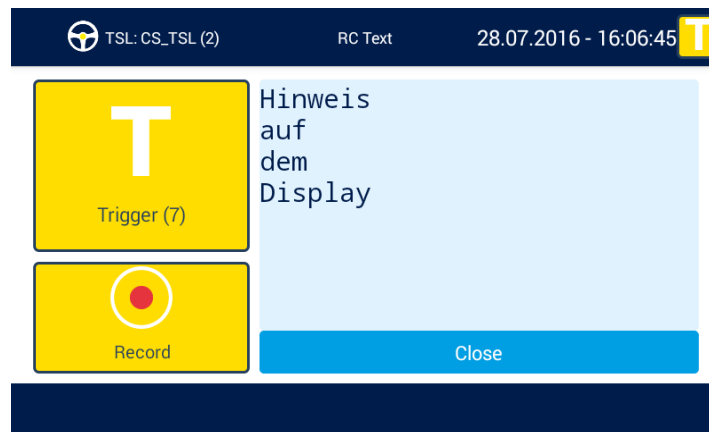 TSL: CS_TSL (2) RC Text 28.07.2016 - 16:06:45 T
T
Trigger (7)
Hinweis
auf
dem
Display
Record
Close